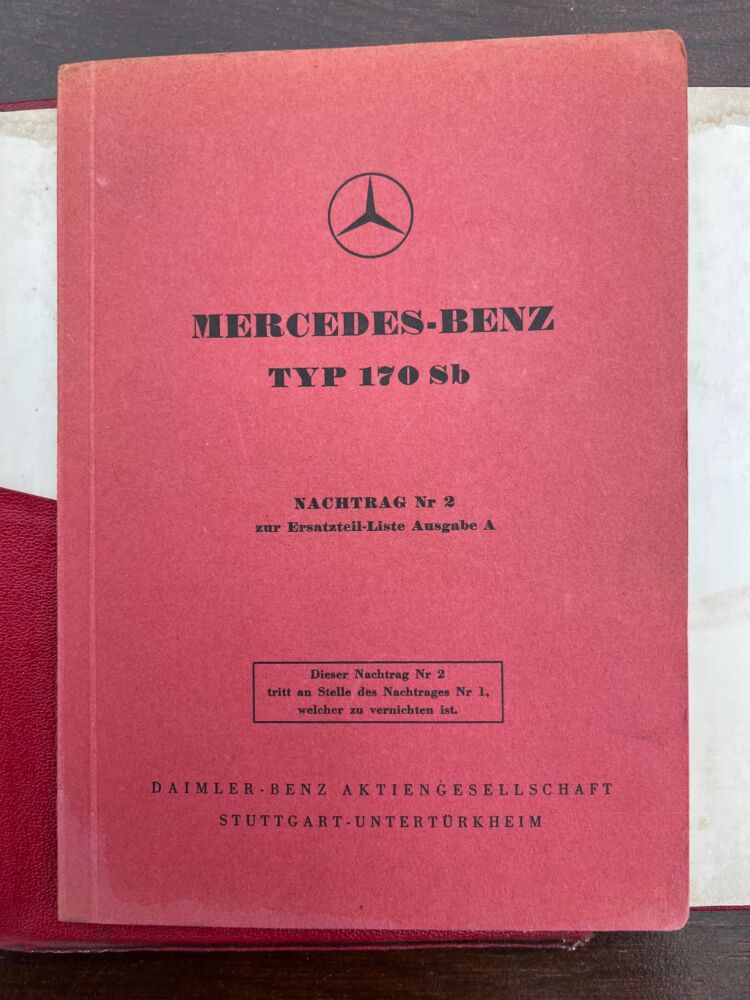 MERCEDES-BENZ
TYP 170 Sb
NACHTRAG Nr 2
zur Ersatzteil-Liste Ausgabe A
Dieser Nachtrag Nr 2
tritt an Stelle des Nachtrages Nr 1,
welcher zu vernichten ist.
DAIMLER-BENZ AKTIENGESELLSCHAFT
STUTTGART-UNTERTÜRKHEIM